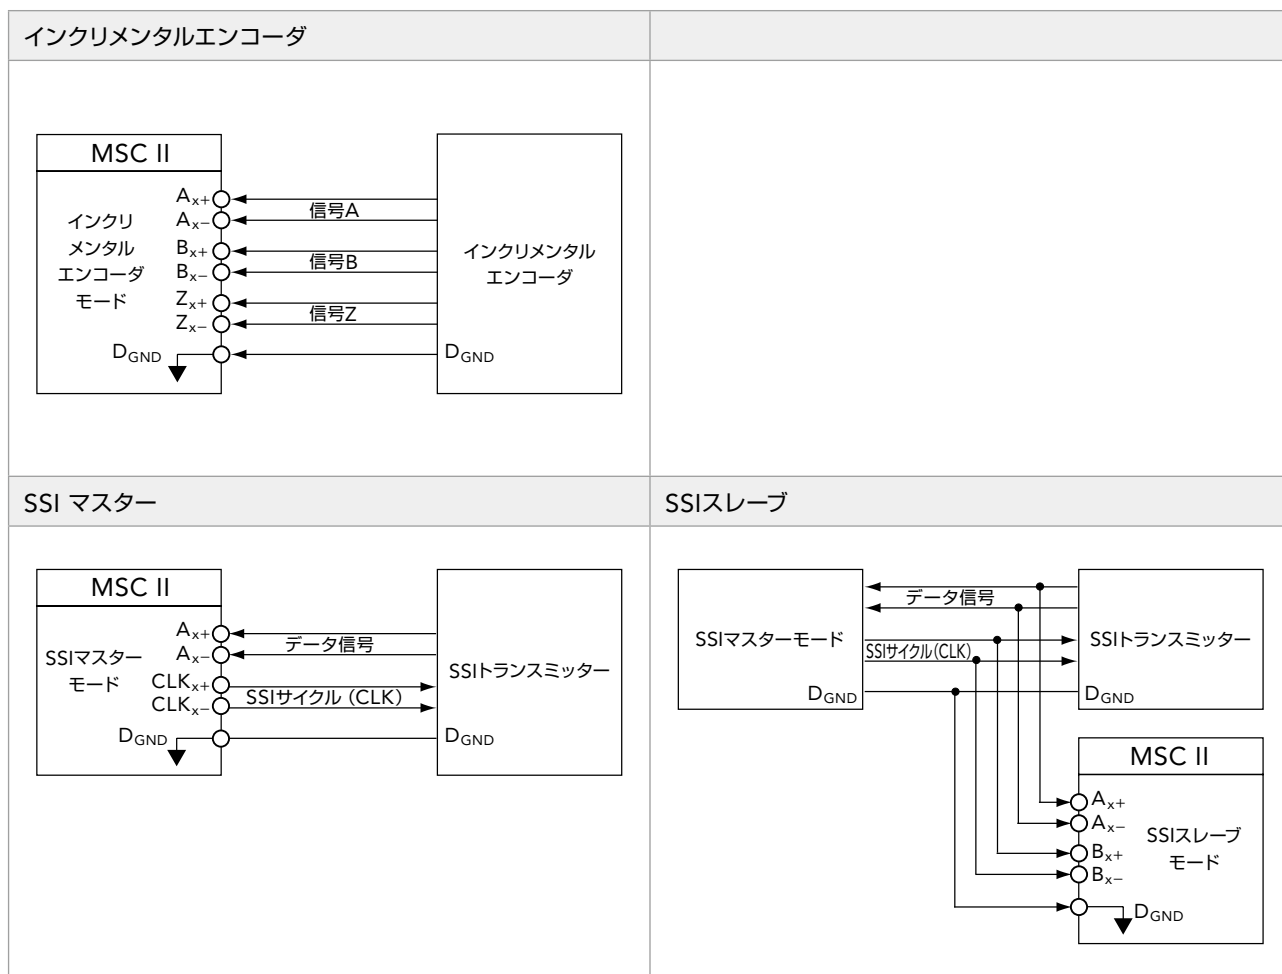 インクリメンタルエンコーダ
MSC II
インクリ
メンタル
エンコーダ
モード
Ax+
Ax−
Bx+
Bx−
Zx+
Zx−
DGND
信号A
信号B
信号Z
インクリメンタル
エンコーダ
DGND
SSI マスター
SSIスレーブ
MSC II
SSIマスター
モード
Ax+
Ax−
CLKx+
CLKx−
DGND
データ信号
SSIサイクル（CLK）
SSIトランスミッター
DGND
SSIマスターモード
DGND
データ信号
SSIサイクル(CLK)
SSIトランスミッター
DGND
MSC II
Ax+
Ax−
Bx+
Bx−
DGND
SSIスレーブ
モード